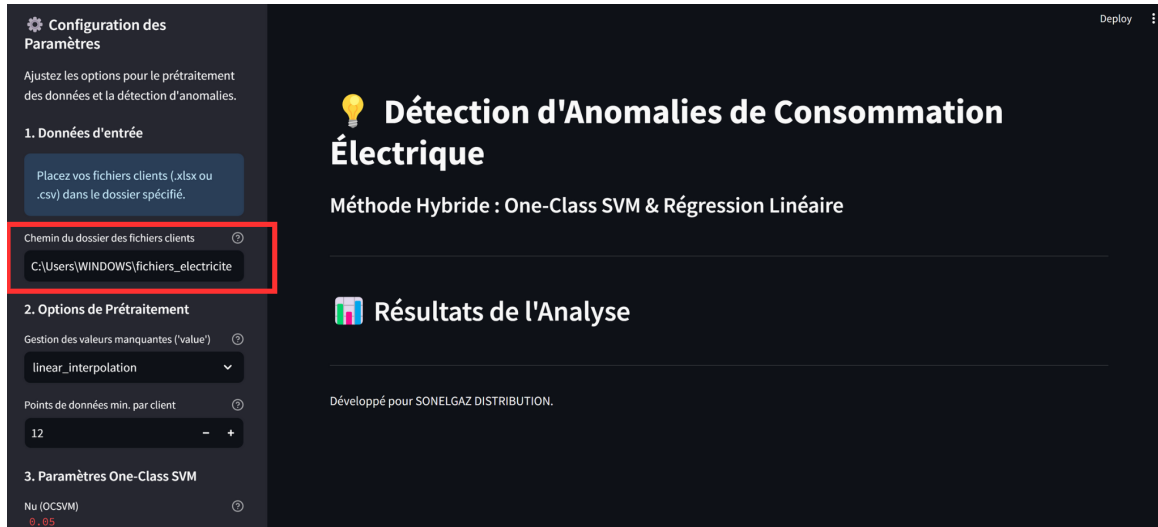 Configuration des
Paramètres
Ajustez les options pour le prétraitement
des données et la détection d'anomalies.
1. Données d'entrée
Placez vos fichiers clients (.xlsx ou
.csv) dans le dossier spécifié.
Chemin du dossier des fichiers clients
C:\Users\WINDOWS\fichiers_electricite
2. Options de Prétraitement
Gestion des valeurs manquantes ('value')
linear_interpolation
Points de données min. par client
12 - +
3. Paramètres One-Class SVM
Nu (OCSVM)
0.05
Deploy
Détection d'Anomalies de Consommation
Électrique
Méthode Hybride : One-Class SVM & Régression Linéaire
Résultats de l'Analyse
Développé pour SONELGAZ DISTRIBUTION.